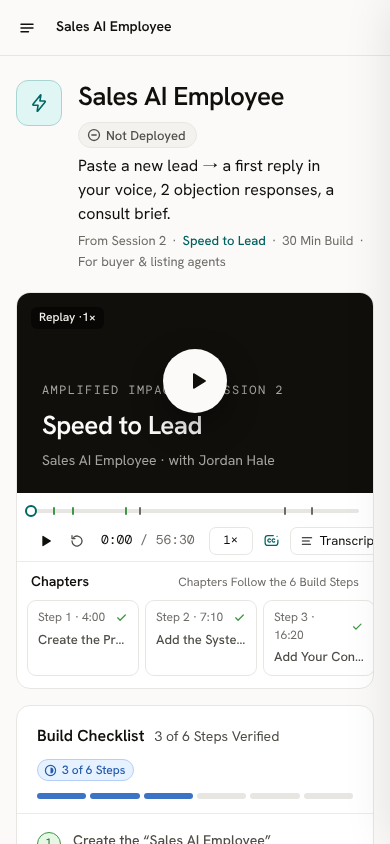 Sales AI Employee
Sales AI Employee
Not Deployed
Paste a new lead → a first reply in
your voice, 2 objection responses, a
consult brief.
From Session 2 · Speed to Lead · 30 Min Build ·
For buyer & listing agents
Replay ·1×
AMPLIFIED SESSION 2
Speed to Lead
Sales AI Employee · with Jordan Hale
0:00 / 56:30 1× CC
Chapters Chapters Follow the 6 Build Steps
Step 1 · 4:00
Create the Pr...
Step 2 · 7:10
Add the Syste...
Step 3 ·
16:20
Add Your Con...
Build Checklist 3 of 6 Steps Verified
3 of 6 Steps
1 Create the “Sales AI Employee”